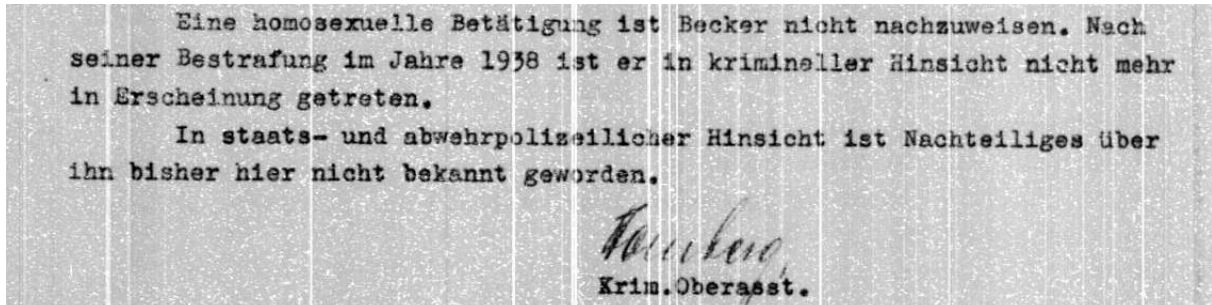 Eine homosexuelle Betätigung ist Becker nicht nachzuweisen. Nach
seiner Bestrafung im Jahre 1938 ist er in krimineller Hinsicht nicht mehr
in Erscheinung getreten.
In staats- und abwehrpolizeilicher Hinsicht ist Nachteiliges über
ihn bisher hier nicht bekannt geworden.
Krim.Oberasst.